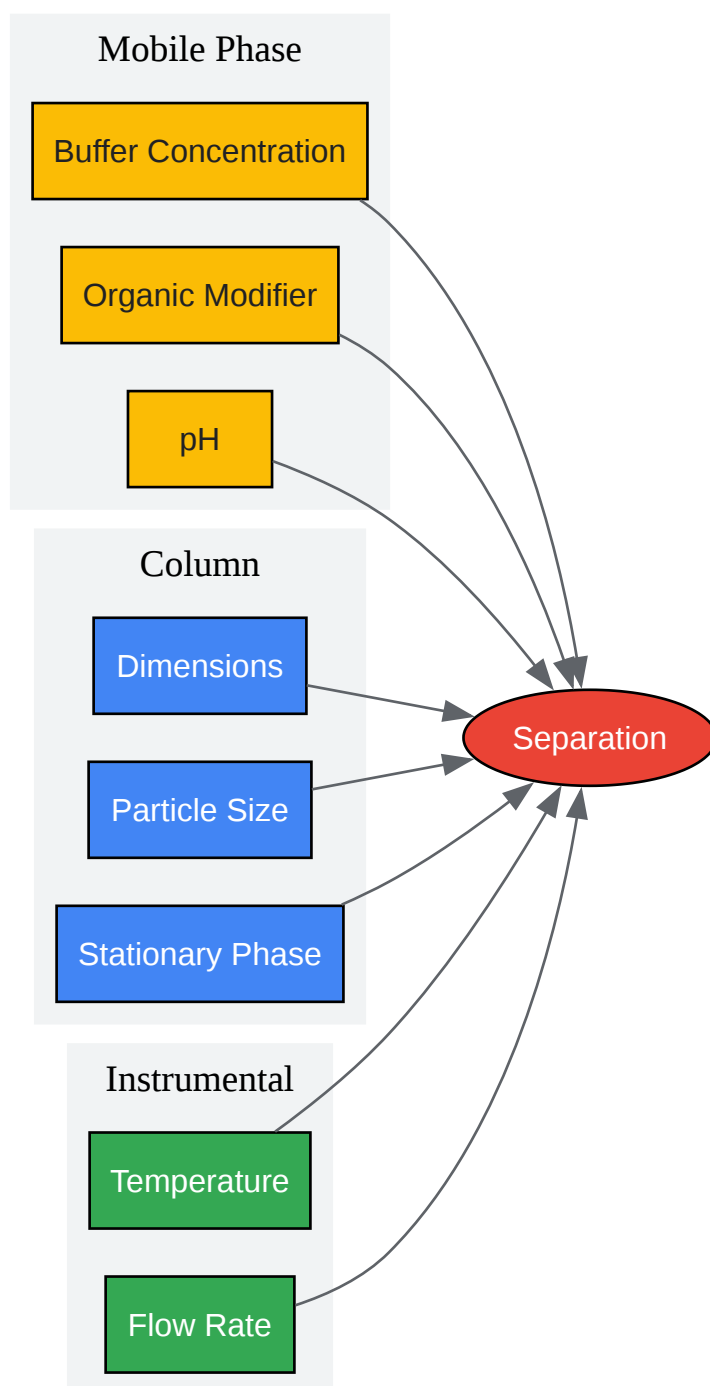 Mobile Phase
Buffer Concentration
Organic Modifier
pH
Column
Dimensions
Particle Size
Stationary Phase
Instrumental
Temperature
Flow Rate
Separation